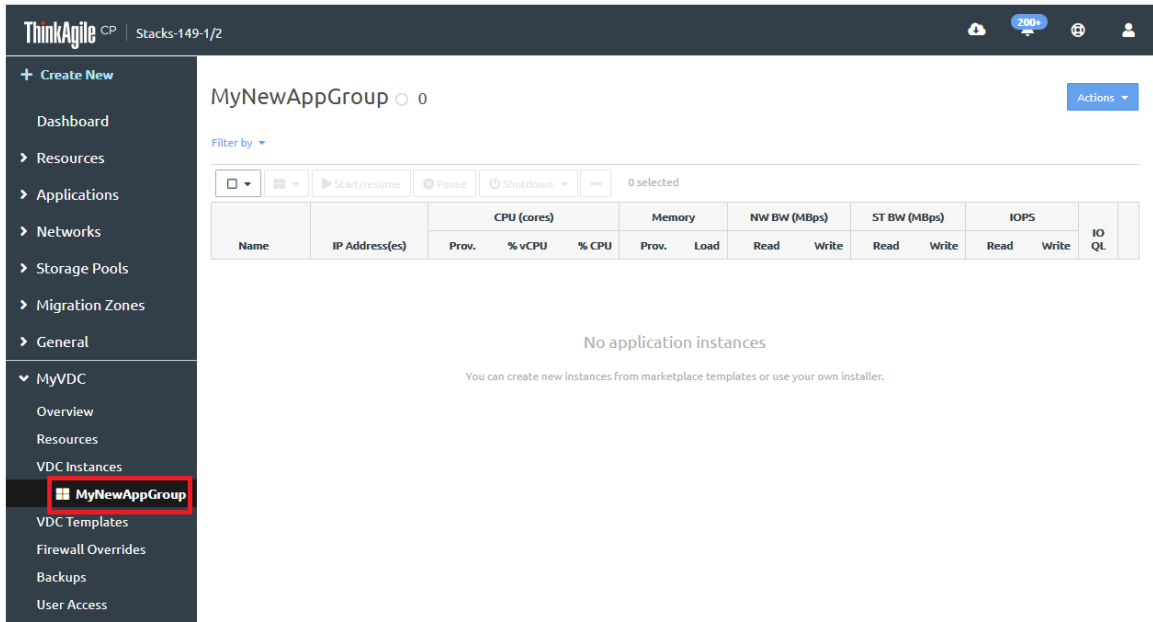 ThinkAgile CP | Stacks-149-1/2
200+
+ Create New
Dashboard
Resources
Applications
Networks
Storage Pools
Migration Zones
General
MyVDC
Overview
Resources
VDC Instances
MyNewAppGroup
VDC Templates
Firewall Overrides
Backups
User Access
MyNewAppGroup 0
Actions
Filter by
Start/resume Pause Shutdown ••• 0 selected
CPU (cores) Memory NW BW (MBps) ST BW (MBps) IOPS
Name IP Address(es) Prov. % vCPU % CPU Prov. Load Read Write Read Write Read Write IO QL
No application instances
You can create new instances from marketplace templates or use your own installer.